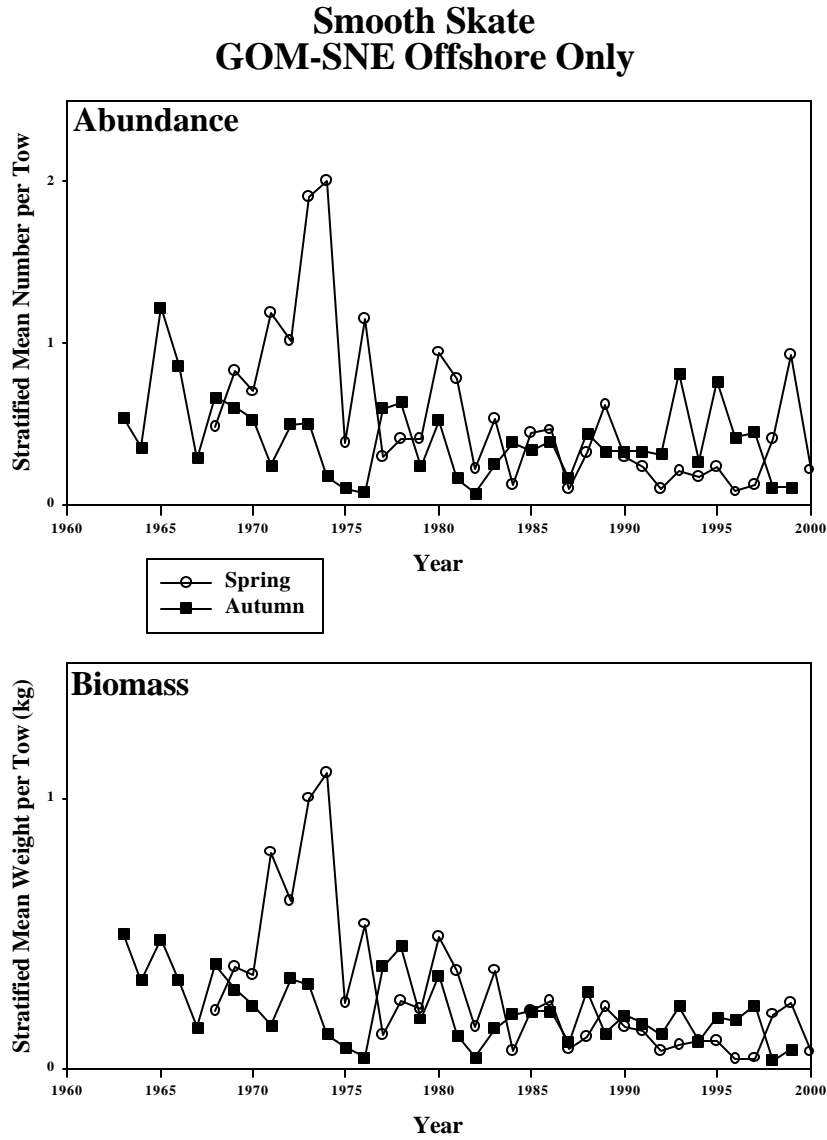 Smooth Skate
GOM-SNE Offshore Only
Abundance
Stratified Mean Number per Tow
2
1
0
1960 1965 1970 1975 1980 1985 1990 1995 2000
Year
Spring
Autumn
Biomass
Stratified Mean Weight per Tow (kg)
1
0
1960 1965 1970 1975 1980 1985 1990 1995 2000
Year